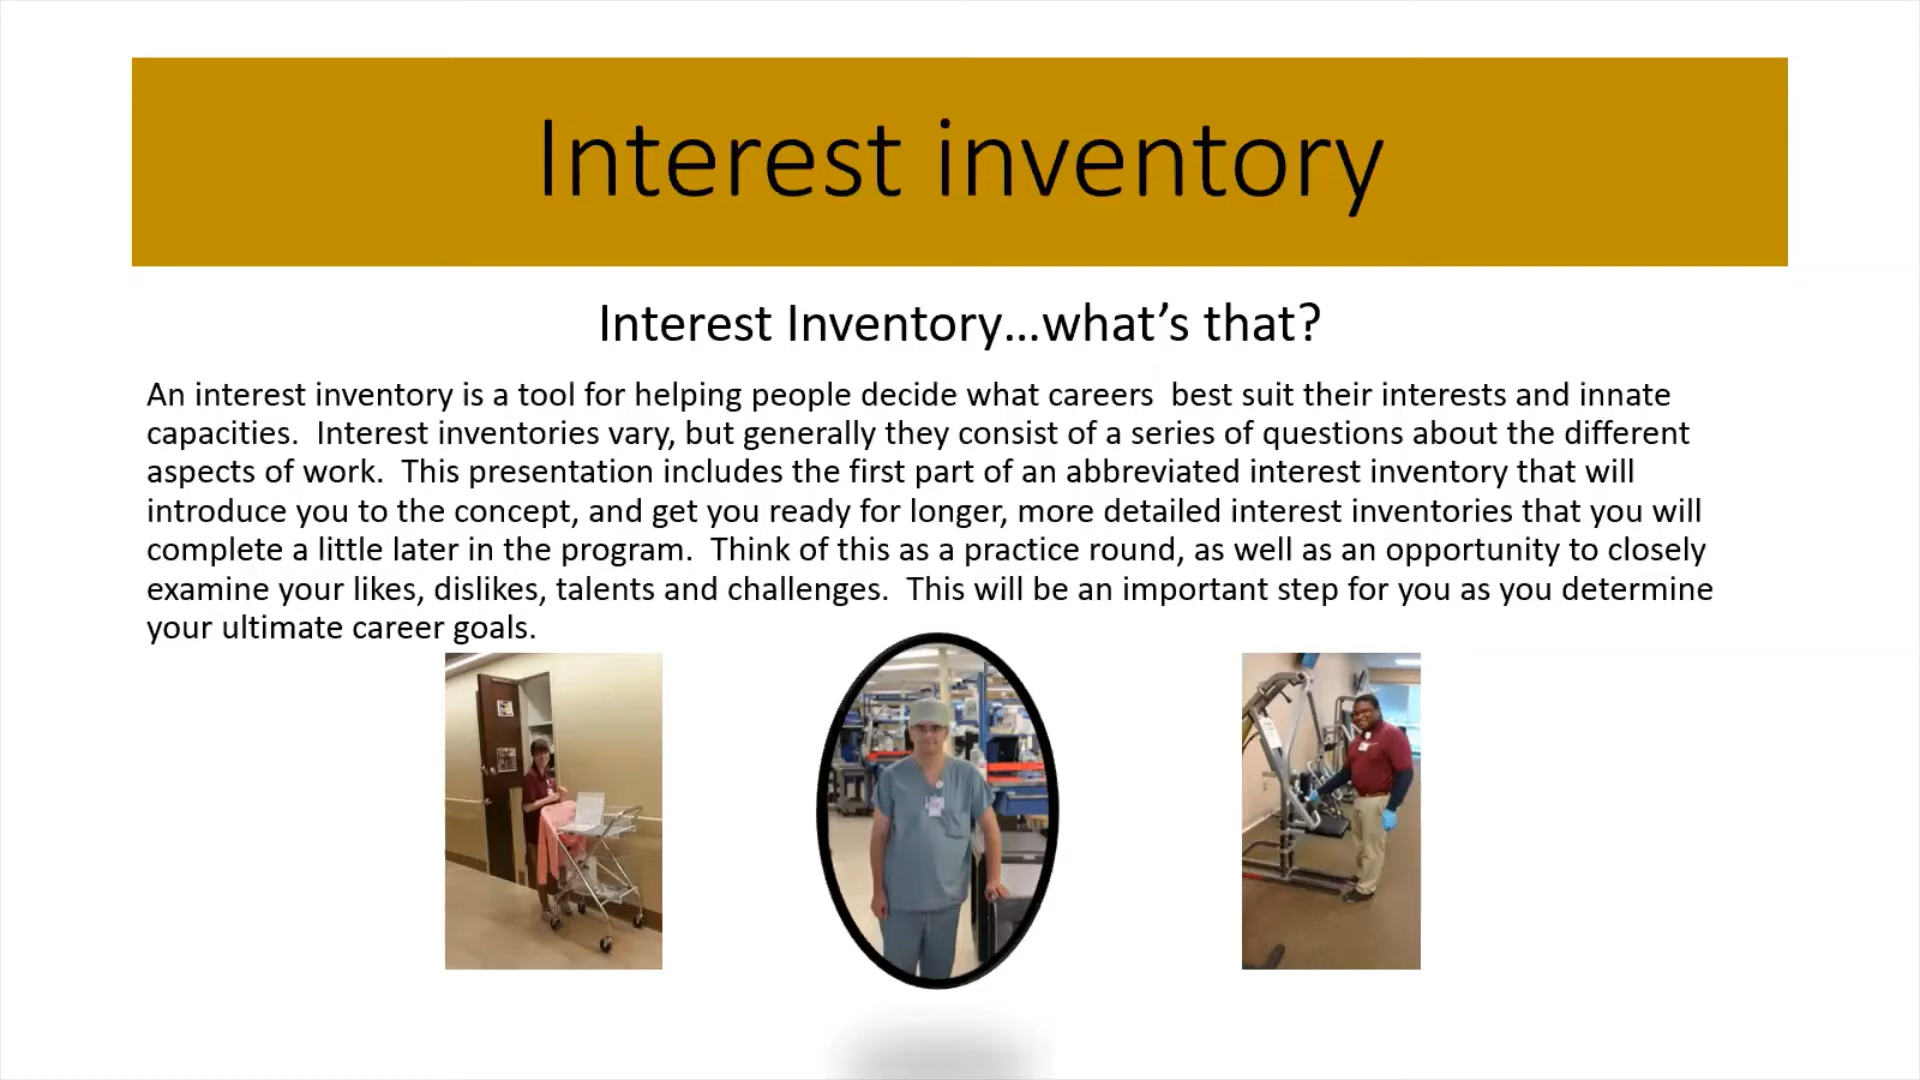 Interest inventory
Interest Inventory...what's that?
An interest inventory is a tool for helping people decide what careers  best suit their interests and innate
capacities.  Interest inventories vary, but generally they consist of a series of questions about the different
aspects of work.  This presentation includes the first part of an abbreviated interest inventory that will
introduce you to the concept, and get you ready for longer, more detailed interest inventories that you will
complete a little later in the program.  Think of this as a practice round, as well as an opportunity to closely
examine your likes, dislikes, talents and challenges.  This will be an important step for you as you determine
your ultimate career goals.